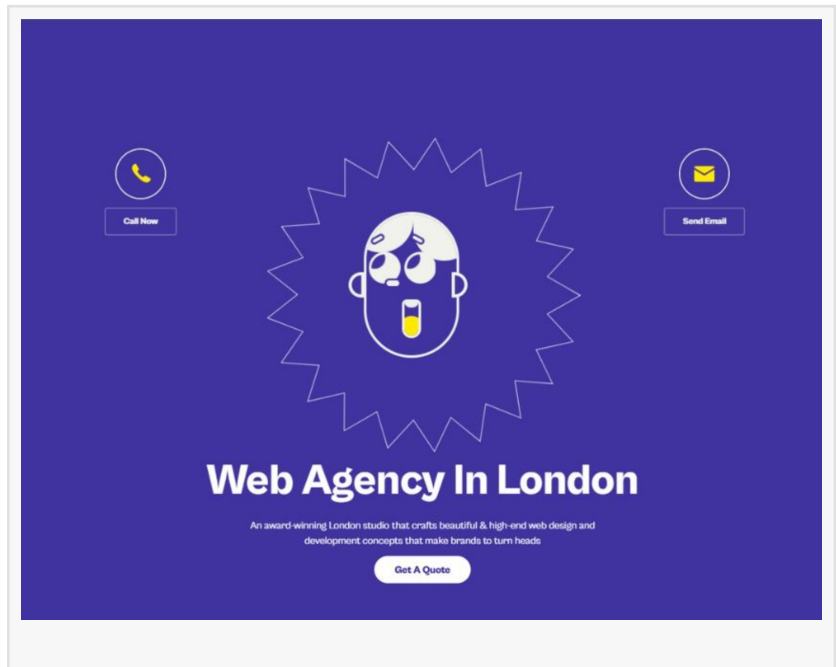 Call Now
Send Email
Web Agency In London
An award-winning London studio that crafts beautiful & high-end web design and
development concepts that make brands to turn heads
Get A Quote